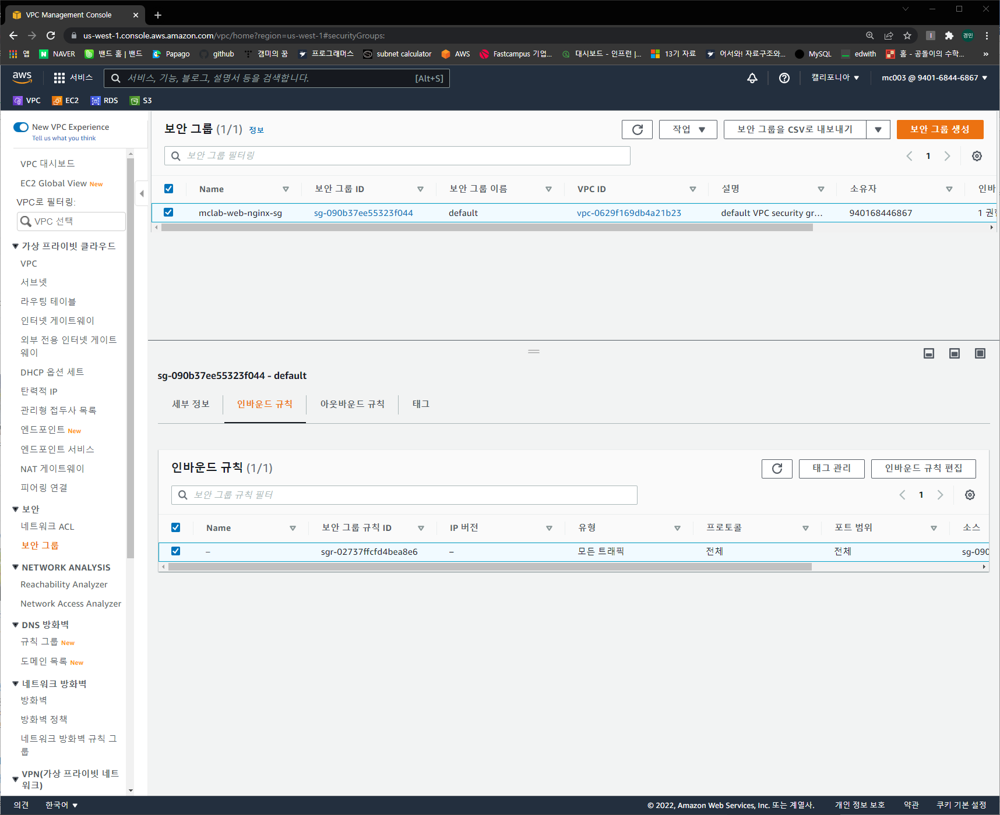 VPC Management Console
us-west-1.console.aws.amazon.com/vpc/home?region=us-west-1#securityGroups:
경민
앱 NAVER 밴드 홈 | 밴드 Papago github 캠미의 꿈 프로그래머스 subnet calculator AWS Fastcampus 기업... 대시보드 - 인프런 |... 13기 자료 어서와! 자료구조와... MySQL edwith 홈 - 공돌이의 수학... »
aws 서비스 서비스, 기능, 블로그, 설명서 등을 검색합니다. [Alt+S] 캘리포니아 ▼ mc003 @ 9401-6844-6867 ▼
VPC EC2 RDS S3
New VPC Experience
Tell us what you think
VPC 대시보드
EC2 Global View New
VPC로 필터링:
VPC 선택
가상 프라이빗 클라우드
VPC
서브넷
라우팅 테이블
인터넷 게이트웨이
외부 전용 인터넷 게이트
웨이
DHCP 옵션 세트
탄력적 IP
관리형 접두사 목록
엔드포인트 New
엔드포인트 서비스
NAT 게이트웨이
피어링 연결
보안
네트워크 ACL
보안 그룹
NETWORK ANALYSIS
Reachability Analyzer
Network Access Analyzer
DNS 방화벽
규칙 그룹 New
도메인 목록 New
네트워크 방화벽
방화벽
방화벽 정책
네트워크 방화벽 규칙 그
룹
VPN(가상 프라이빗 네트
워크)
보안 그룹 (1/1) 정보
작업 ▼ 보안 그룹을 CSV로 내보내기 ▼ 보안 그룹 생성
보안 그룹 필터링
1
Name 보안 그룹 ID 보안 그룹 이름 VPC ID 설명 소유자 인바
mclab-web-nginx-sg sg-090b37ee55323f044 default vpc-0629f169db4a21b23 default VPC security gr... 940168446867 1 권한
sg-090b37ee55323f044 - default
세부 정보 인바운드 규칙 아웃바운드 규칙 태그
인바운드 규칙 (1/1)
태그 관리 인바운드 규칙 편집
보안 그룹 규칙 필터
1
Name 보안 그룹 규칙 ID IP 버전 유형 프로토콜 포트 범위 소스
– sgr-02737ffcfd4bea8e6 – 모든 트래픽 전체 전체 sg-090
의견 한국어 ▼ © 2022, Amazon Web Services, Inc. 또는 계열사. 개인 정보 보호 약관 쿠키 기본 설정